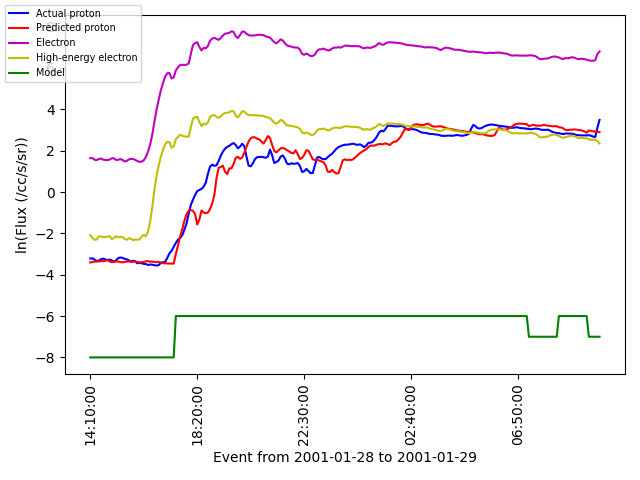 Actual proton
Predicted proton
Electron
High-energy electron
Model
ln(Flux (/cc/s/sr))
4
2
0
−2
−4
−6
−8
14:10:00
18:20:00
22:30:00
02:40:00
06:50:00
Event from 2001-01-28 to 2001-01-29